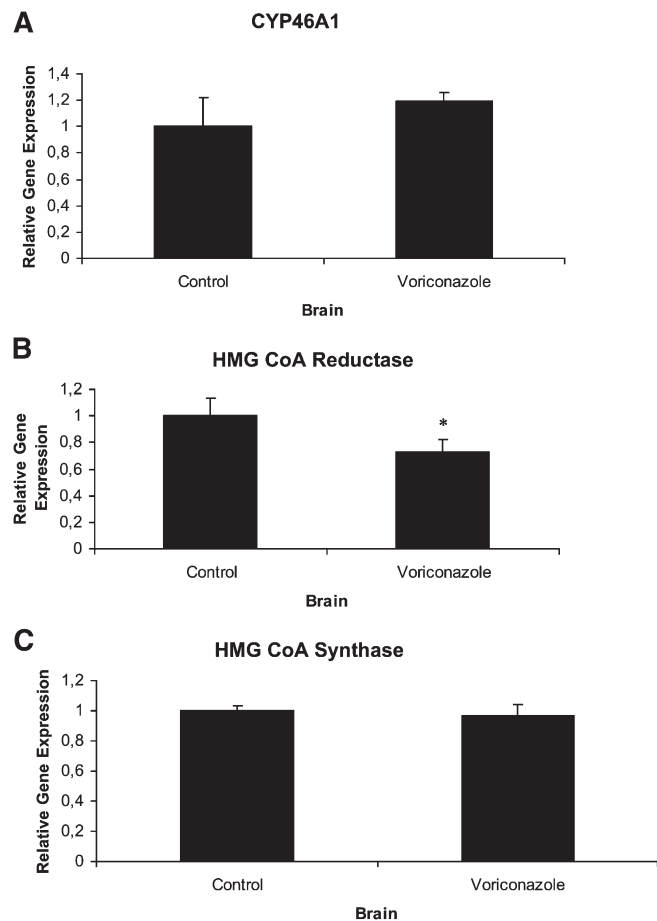 A
CYP46A1
Relative Gene Expression
1,4
1,2
1
0,8
0,6
0,4
0,2
0
Control
Voriconazole
Brain
B
HMG CoA Reductase
Relative Gene
Expression
1,2
1
0,8
0,6
0,4
0,2
0
*
Control
Voriconazole
Brain
C
HMG CoA Synthase
Relative Gene Expression
1,2
1
0,8
0,6
0,4
0,2
0
Control
Voriconazole
Brain